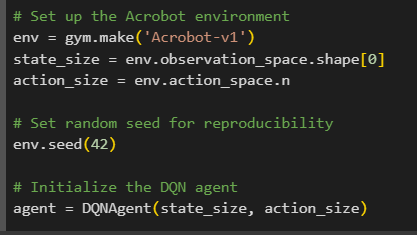 # Set up the Acrobot environment
env = gym.make('Acrobot-v1')
state_size = env.observation_space.shape[0]
action_size = env.action_space.n
# Set random seed for reproducibility
env.seed(42)
# Initialize the DQN agent
agent = DQNAgent(state_size, action_size)